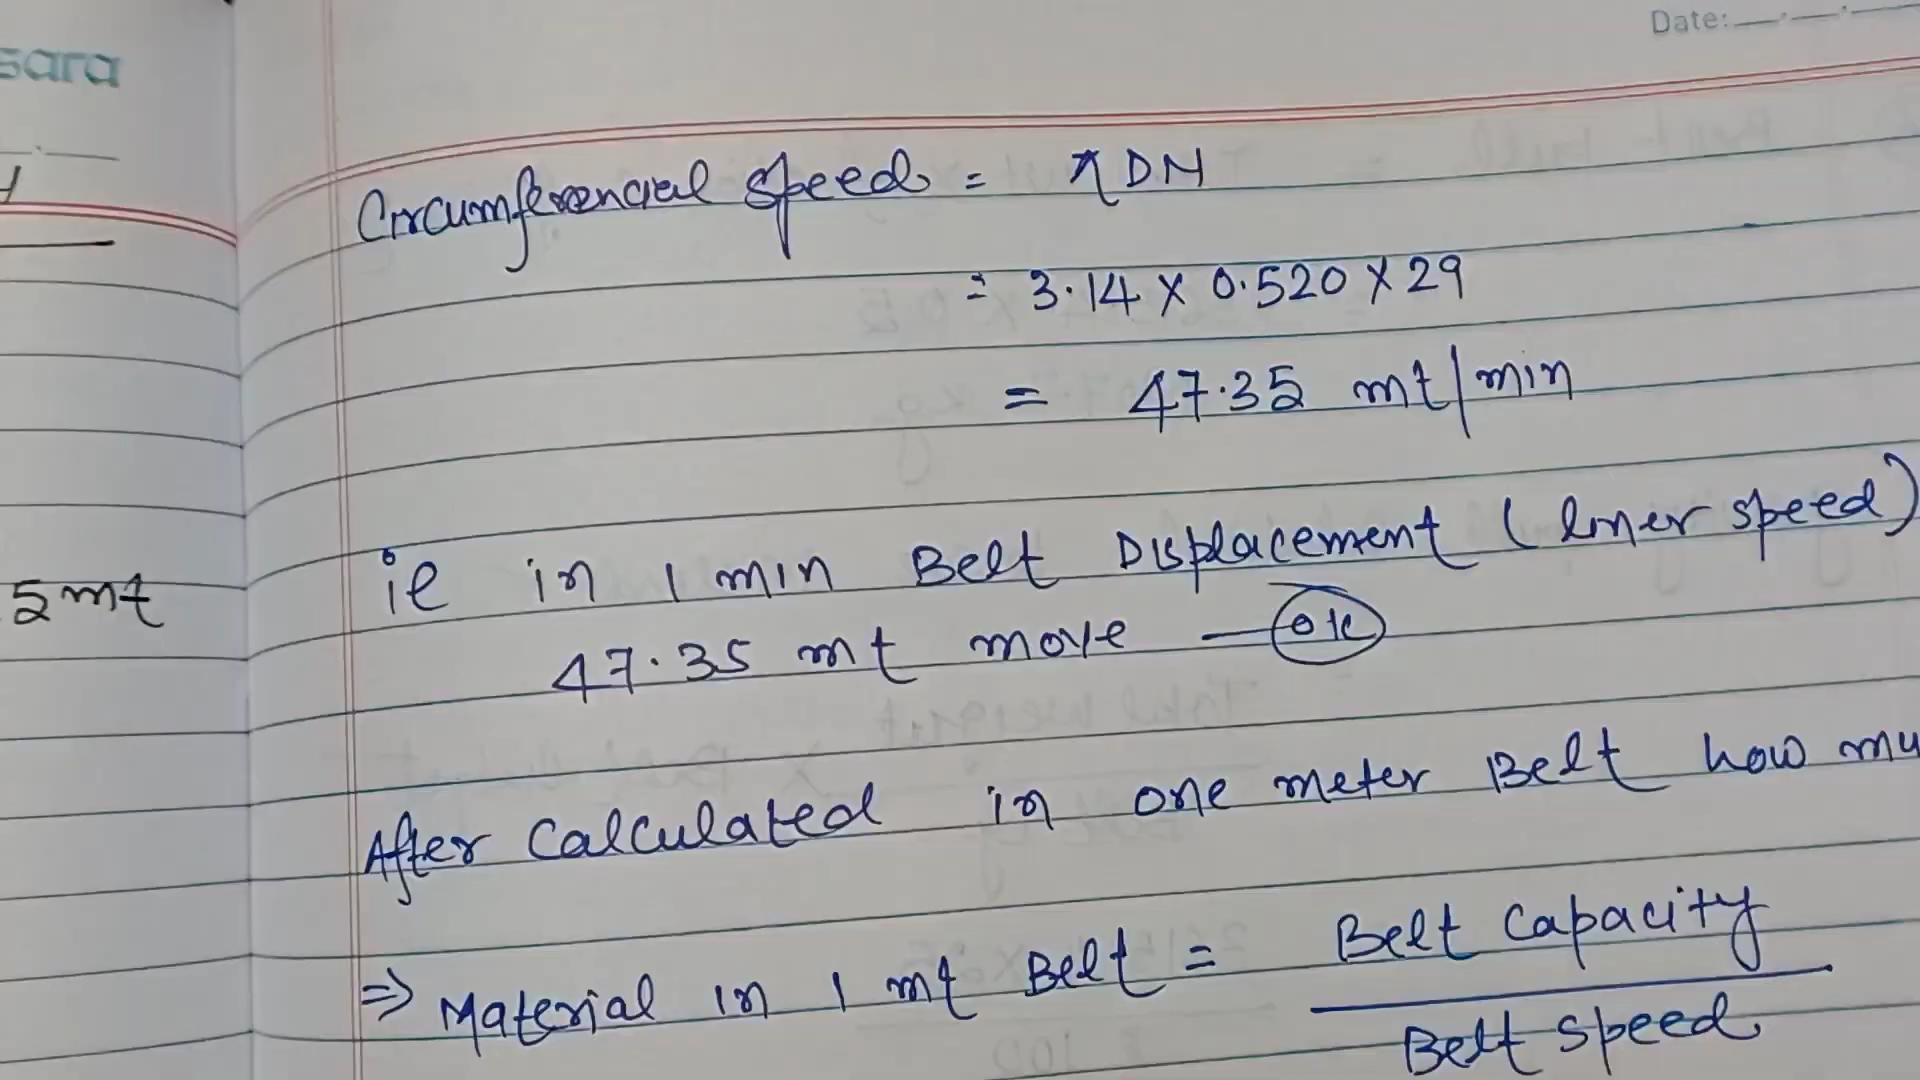 Date:
sara
5 mt
Circumferencial speed = πDN
= 3.14 X 0.520 X 29
= 47.35 mt/min
ie in 1 min Belt Displacement (liner speed)
47.35 mt move — ok
After calculated in one meter Belt how mu
⇒ Material in 1 mt Belt = Belt capacity
Belt speed